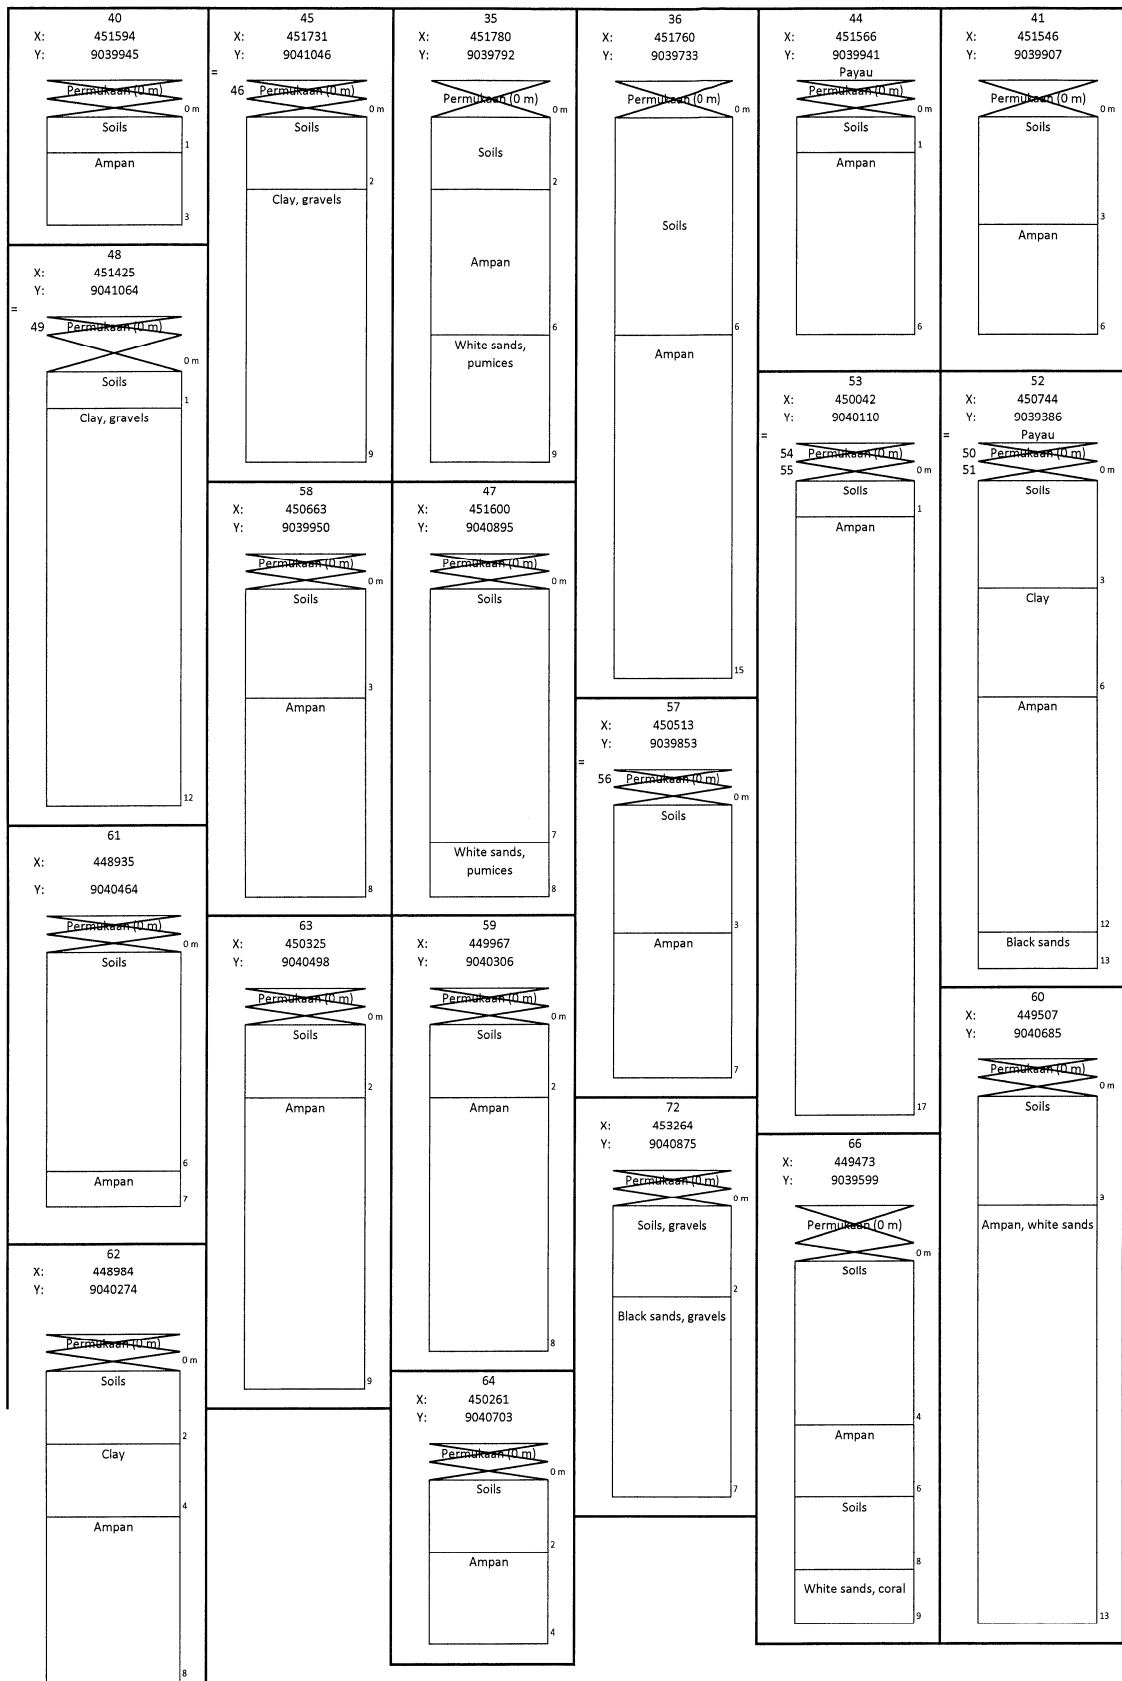 40
X: 451594
Y: 9039945
Permukaan (0 m)
0 m
Soils
1
Ampan
3
48
X: 451425
Y: 9041064
=
49 Permukaan (0 m)
0 m
Soils
1
Clay, gravels
12
61
X: 448935
Y: 9040464
Permukaan (0 m)
0 m
Soils
6
Ampan
7
62
X: 448984
Y: 9040274
Permukaan (0 m)
0 m
Soils
2
Clay
4
Ampan
8
45
X: 451731
Y: 9041046
=
46 Permukaan (0 m)
0 m
Soils
2
Clay, gravels
9
58
X: 450663
Y: 9039950
Permukaan (0 m)
0 m
Soils
3
Ampan
8
63
X: 450325
Y: 9040498
Permukaan (0 m)
0 m
Soils
2
Ampan
9
35
X: 451780
Y: 9039792
Permukaan (0 m)
0 m
Soils
2
Ampan
6
White sands,
pumices
9
47
X: 451600
Y: 9040895
Permukaan (0 m)
0 m
Soils
7
White sands,
pumices
8
59
X: 449967
Y: 9040306
Permukaan (0 m)
0 m
Soils
2
Ampan
8
64
X: 450261
Y: 9040703
Permukaan (0 m)
0 m
Soils
2
Ampan
4
36
X: 451760
Y: 9039733
Permukaan (0 m)
0 m
Soils
6
Ampan
15
57
X: 450513
Y: 9039853
=
56 Permukaan (0 m)
0 m
Soils
3
Ampan
7
72
X: 453264
Y: 9040875
Permukaan (0 m)
0 m
Soils, gravels
2
Black sands, gravels
7
44
X: 451566
Y: 9039941
Payau
Permukaan (0 m)
0 m
Soils
1
Ampan
6
53
X: 450042
Y: 9040110
=
54 Permukaan (0 m)
55 0 m
Soils
1
Ampan
17
66
X: 449473
Y: 9039599
Permukaan (0 m)
0 m
Soils
4
Ampan
6
Soils
8
White sands, coral
9
41
X: 451546
Y: 9039907
Permukaan (0 m)
0 m
Soils
3
Ampan
6
52
X: 450744
Y: 9039386
= Payau
50 Permukaan (0 m)
51 0 m
Soils
3
Clay
6
Ampan
12
Black sands
13
60
X: 449507
Y: 9040685
Permukaan (0 m)
0 m
Soils
3
Ampan, white sands
13